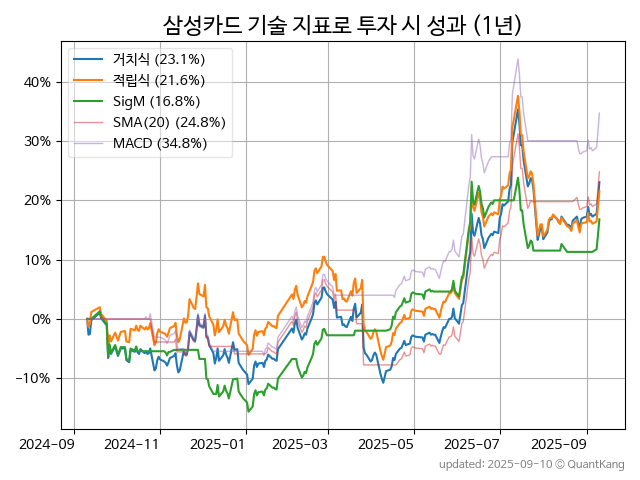 삼성카드 기술 지표로 투자 시 성과 (1년)
거치식 (23.1%)
적립식 (21.6%)
SigM (16.8%)
SMA(20) (24.8%)
MACD (34.8%)
40%
30%
20%
10%
0%
−10%
2024-09 2024-11 2025-01 2025-03 2025-05 2025-07 2025-09
updated: 2025-09-10 © QuantKang